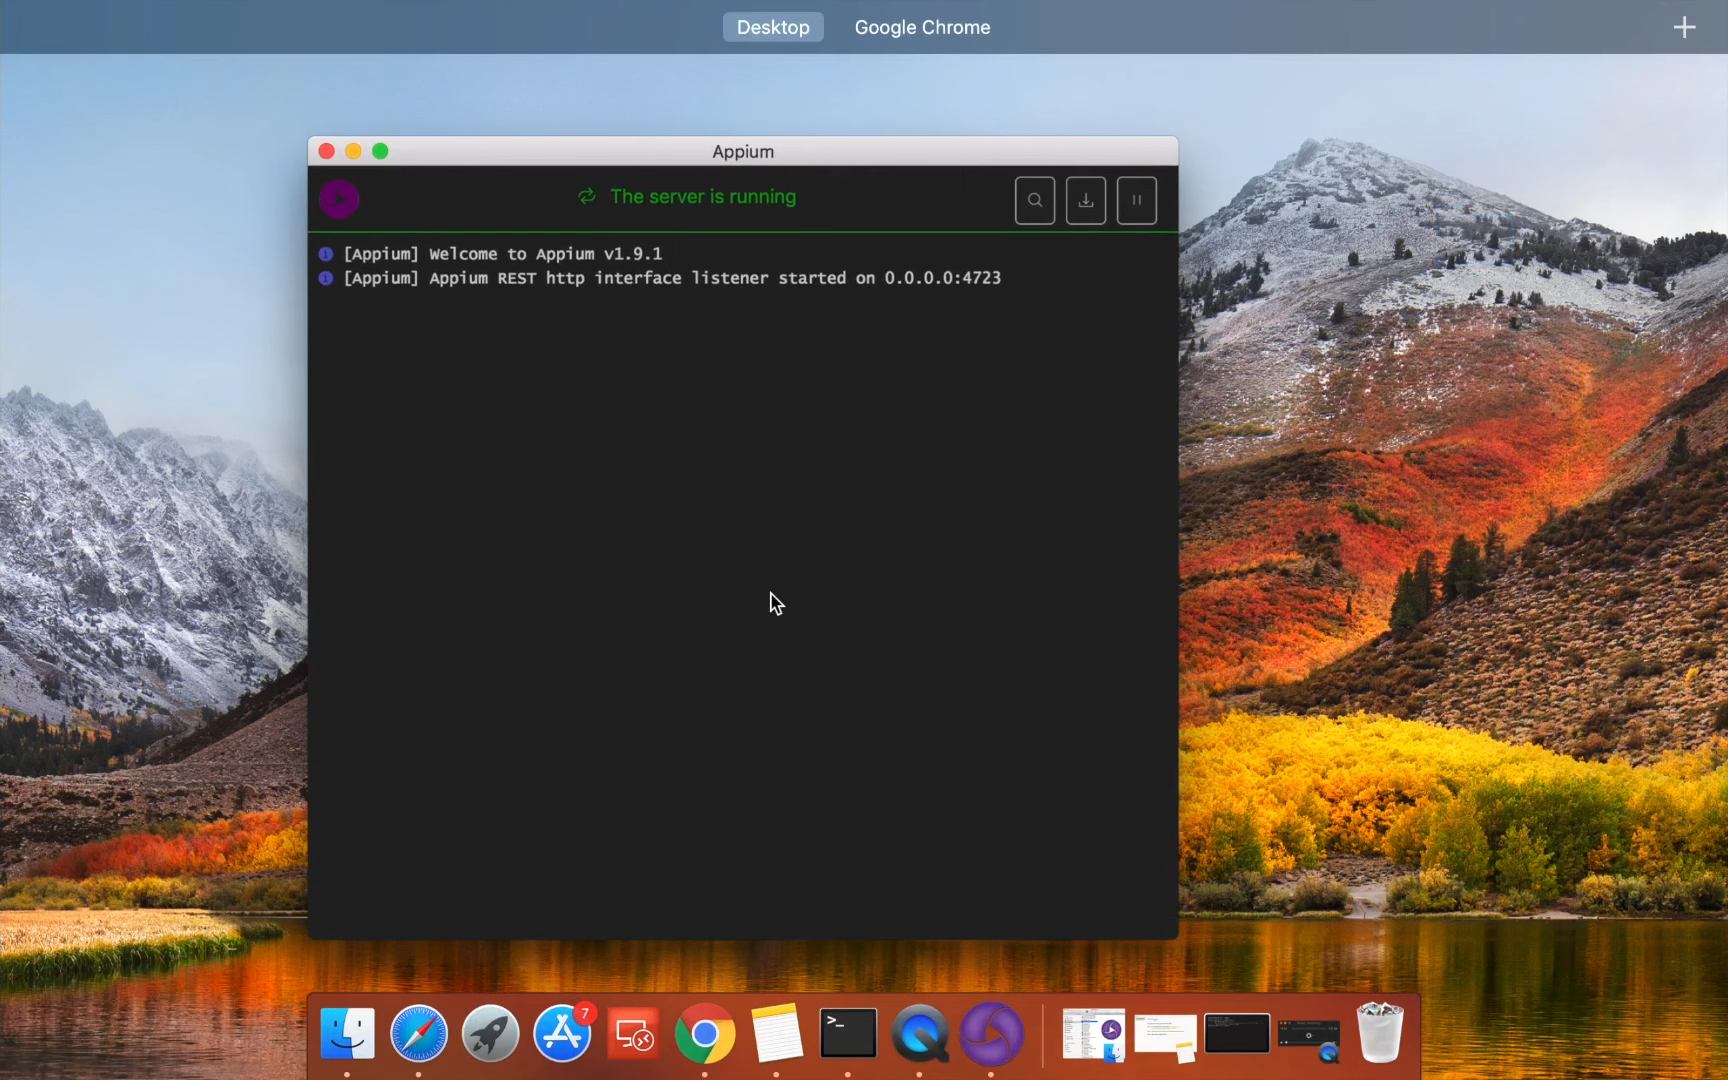 Desktop
Google Chrome
Appium
The server is running
[Appium] Welcome to Appium v1.9.1
[Appium] Appium REST http interface listener started on 0.0.0.0:4723
7
>_